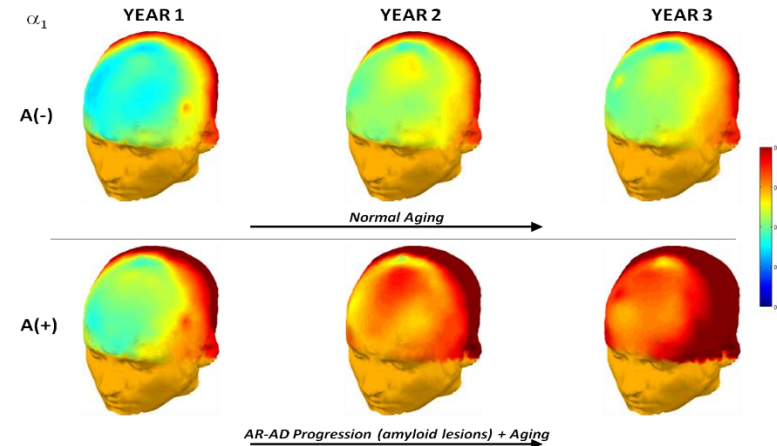 α1 YEAR 1 YEAR 2 YEAR 3
A(-)
Normal Aging
A(+)
AR-AD Progression (amyloid lesions) + Aging